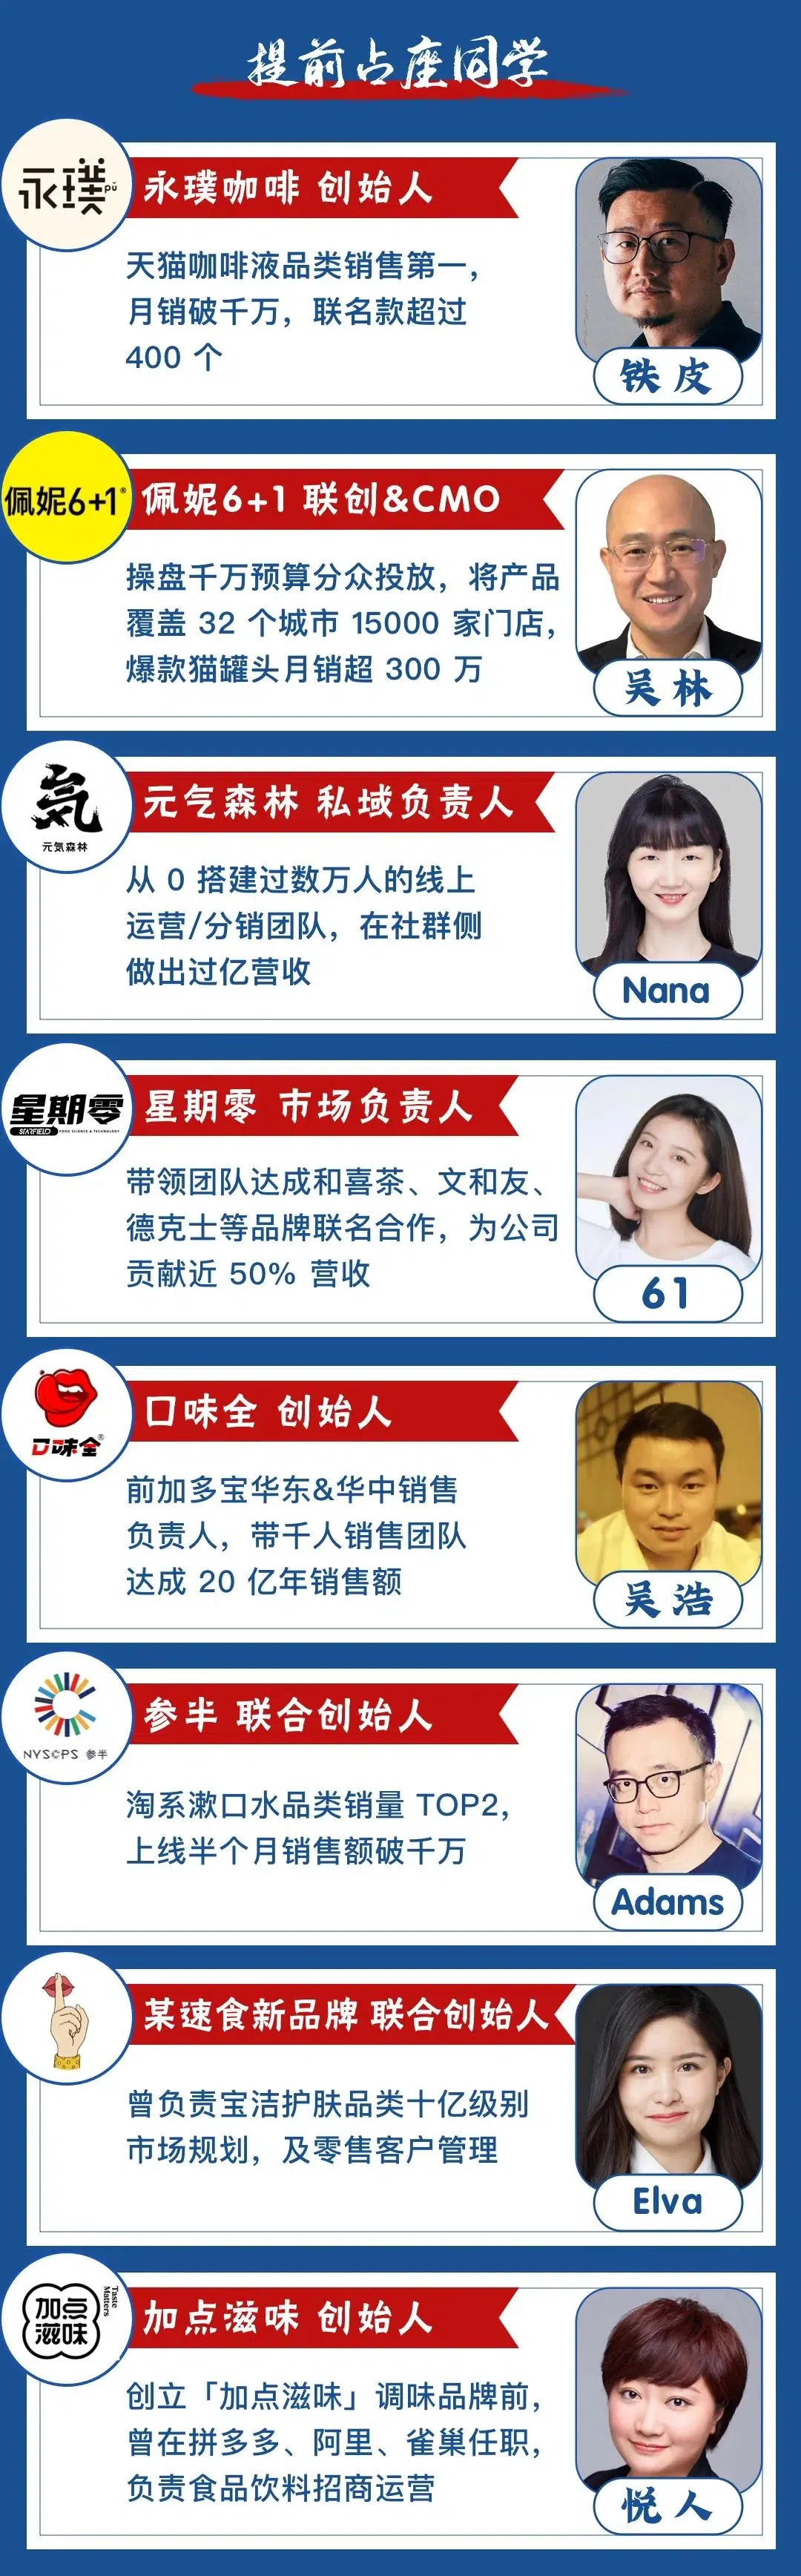 提前占座同学
永璞pǔ
永璞咖啡 创始人
天猫咖啡液品类销售第一，
月销破千万，联名款超过
400 个
铁皮
佩妮6+1®
佩妮6+1 联创&CMO
操盘千万预算分众投放，将产品
覆盖 32 个城市 15000 家门店，
爆款猫罐头月销超 300 万
吴林
気
元気森林
元气森林 私域负责人
从 0 搭建过数万人的线上
运营/分销团队，在社群侧
做出过亿营收
Nana
星期零
STARFIELD FOOD SCIENCE & TECHNOLOGY
星期零 市场负责人
带领团队达成和喜茶、文和友、
德克士等品牌联名合作，为公司
贡献近 50% 营收
61
口味全®
口味全 创始人
前加多宝华东&华中销售
负责人，带千人销售团队
达成 20 亿年销售额
吴浩
NYSCPS 参半
参半 联合创始人
淘系漱口水品类销量 TOP2，
上线半个月销售额破千万
Adams
某速食新品牌 联合创始人
曾负责宝洁护肤品类十亿级别
市场规划，及零售客户管理
Elva
加点
滋味
Taste
Matters
加点滋味 创始人
创立「加点滋味」调味品牌前，
曾在拼多多、阿里、雀巢任职，
负责食品饮料招商运营
悦人